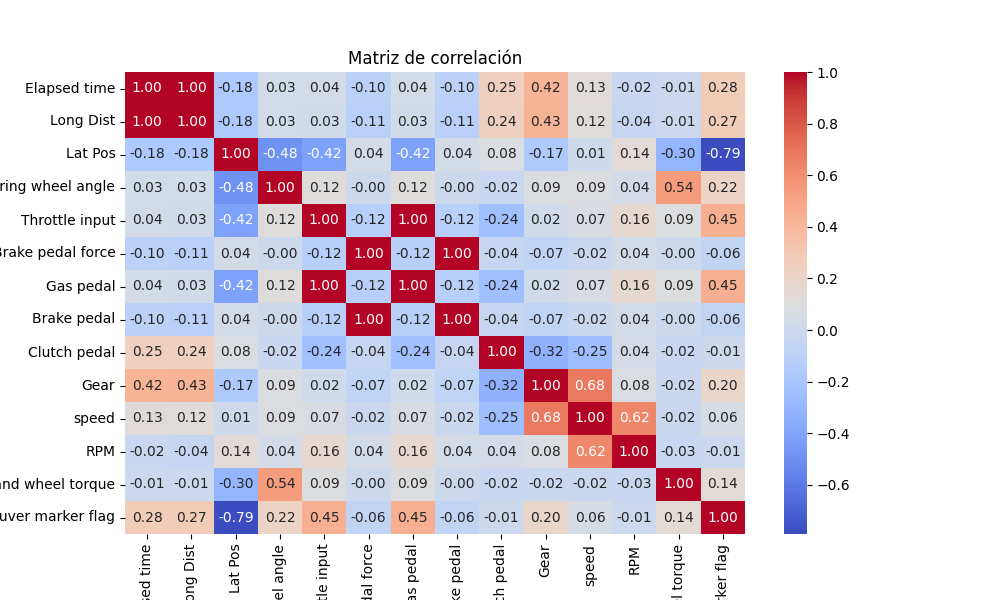 Matriz de correlación
Elapsed time 1.00 1.00 -0.18 0.03 0.04 -0.10 0.04 -0.10 0.25 0.42 0.13 -0.02 -0.01 0.28
Long Dist 1.00 1.00 -0.18 0.03 0.03 -0.11 0.03 -0.11 0.24 0.43 0.12 -0.04 -0.01 0.27
Lat Pos -0.18 -0.18 1.00 -0.48 -0.42 0.04 -0.42 0.04 0.08 -0.17 0.01 0.14 -0.30 -0.79
ring wheel angle 0.03 0.03 -0.48 1.00 0.12 -0.00 0.12 -0.00 -0.02 0.09 0.09 0.04 0.54 0.22
Throttle input 0.04 0.03 -0.42 0.12 1.00 -0.12 1.00 -0.12 -0.24 0.02 0.07 0.16 0.09 0.45
Brake pedal force -0.10 -0.11 0.04 -0.00 -0.12 1.00 -0.12 1.00 -0.04 -0.07 -0.02 0.04 -0.00 -0.06
Gas pedal 0.04 0.03 -0.42 0.12 1.00 -0.12 1.00 -0.12 -0.24 0.02 0.07 0.16 0.09 0.45
Brake pedal -0.10 -0.11 0.04 -0.00 -0.12 1.00 -0.12 1.00 -0.04 -0.07 -0.02 0.04 -0.00 -0.06
Clutch pedal 0.25 0.24 0.08 -0.02 -0.24 -0.04 -0.24 -0.04 1.00 -0.32 -0.25 0.04 -0.02 -0.01
Gear 0.42 0.43 -0.17 0.09 0.02 -0.07 0.02 -0.07 -0.32 1.00 0.68 0.08 -0.02 0.20
speed 0.13 0.12 0.01 0.09 0.07 -0.02 0.07 -0.02 -0.25 0.68 1.00 0.62 -0.02 0.06
RPM -0.02 -0.04 0.14 0.04 0.16 0.04 0.16 0.04 0.04 0.08 0.62 1.00 -0.03 -0.01
and wheel torque -0.01 -0.01 -0.30 0.54 0.09 -0.00 0.09 -0.00 -0.02 -0.02 -0.02 -0.03 1.00 0.14
uver marker flag 0.28 0.27 -0.79 0.22 0.45 -0.06 0.45 -0.06 -0.01 0.20 0.06 -0.01 0.14 1.00
sed time
ong Dist
Lat Pos
el angle
tle input
dal force
as pedal
ke pedal
ch pedal
Gear
speed
RPM
l torque
rker flag
1.0
0.8
0.6
0.4
0.2
0.0
−0.2
−0.4
−0.6